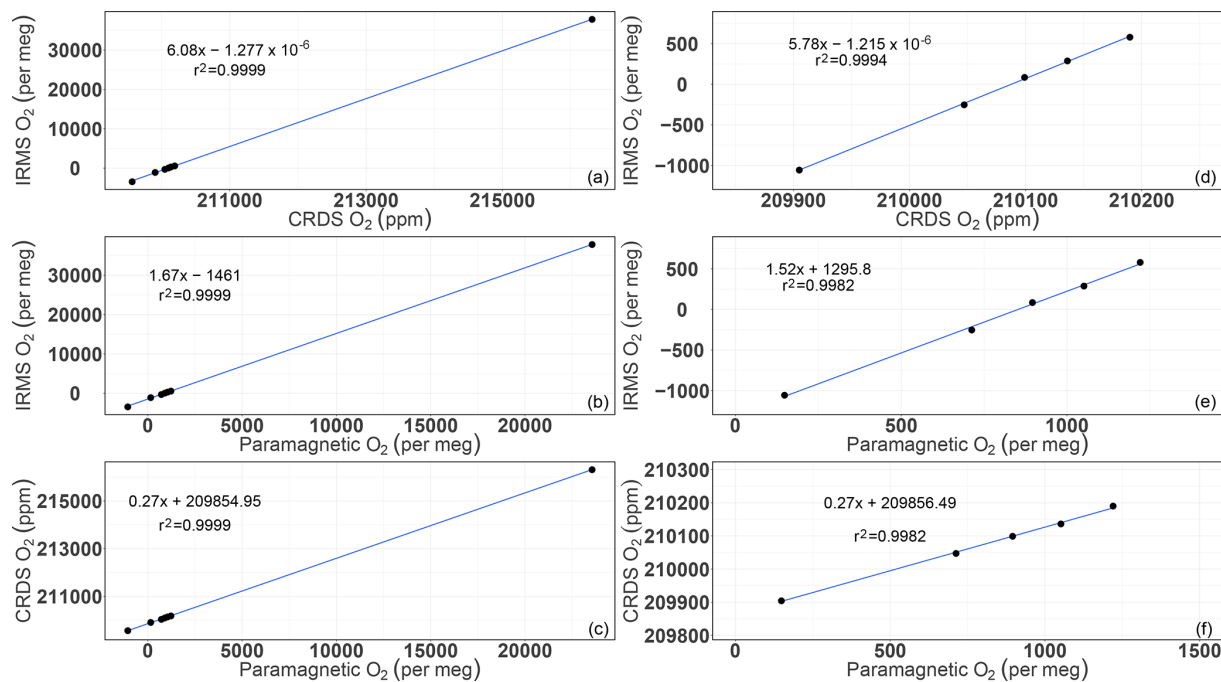 IRMS O2 (per meg)
30000
20000
10000
0
6.08x − 1.277 x 10-6
r2=0.9999
(a)
211000 213000 215000
CRDS O2 (ppm)
IRMS O2 (per meg)
500
0
−500
−1000
5.78x − 1.215 x 10-6
r2=0.9994
(d)
209900 210000 210100 210200
CRDS O2 (ppm)
IRMS O2 (per meg)
30000
20000
10000
0
1.67x − 1461
r2=0.9999
(b)
0 5000 10000 15000 20000
Paramagnetic O2 (per meg)
IRMS O2 (per meg)
500
0
−500
−1000
1.52x + 1295.8
r2=0.9982
(e)
0 500 1000
Paramagnetic O2 (per meg)
CRDS O2 (ppm)
215000
213000
211000
0.27x + 209854.95
r2=0.9999
(c)
0 5000 10000 15000 20000
Paramagnetic O2 (per meg)
CRDS O2 (ppm)
210300
210200
210100
210000
209900
209800
0.27x + 209856.49
r2=0.9982
(f)
0 500 1000 1500
Paramagnetic O2 (per meg)